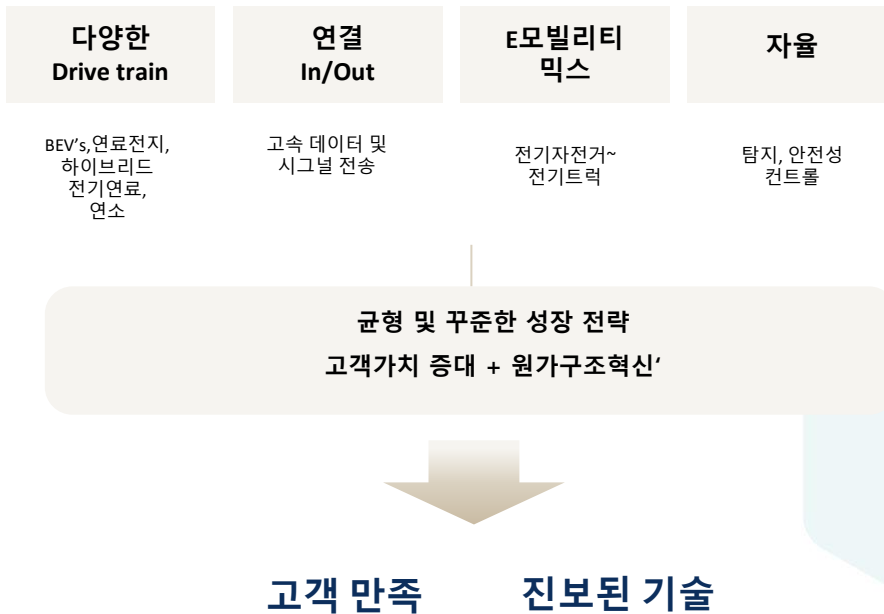 다양한
Drive train
연결
In/Out
E모빌리티
믹스
자율
BEV's,연료전지,
하이브리드
전기연료,
연소
고속 데이터 및
시그널 전송
전기자전거~
전기트럭
탐지, 안전성
컨트롤
균형 및 꾸준한 성장 전략
고객가치 증대 + 원가구조혁신‘
고객 만족 진보된 기술